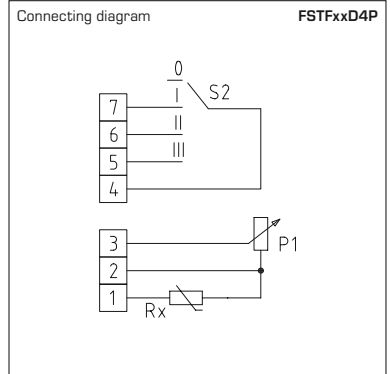 Connecting diagram FSTFxxD4P
0
I S2
7
II
6
III
5
4
3
P1
2
1
Rx